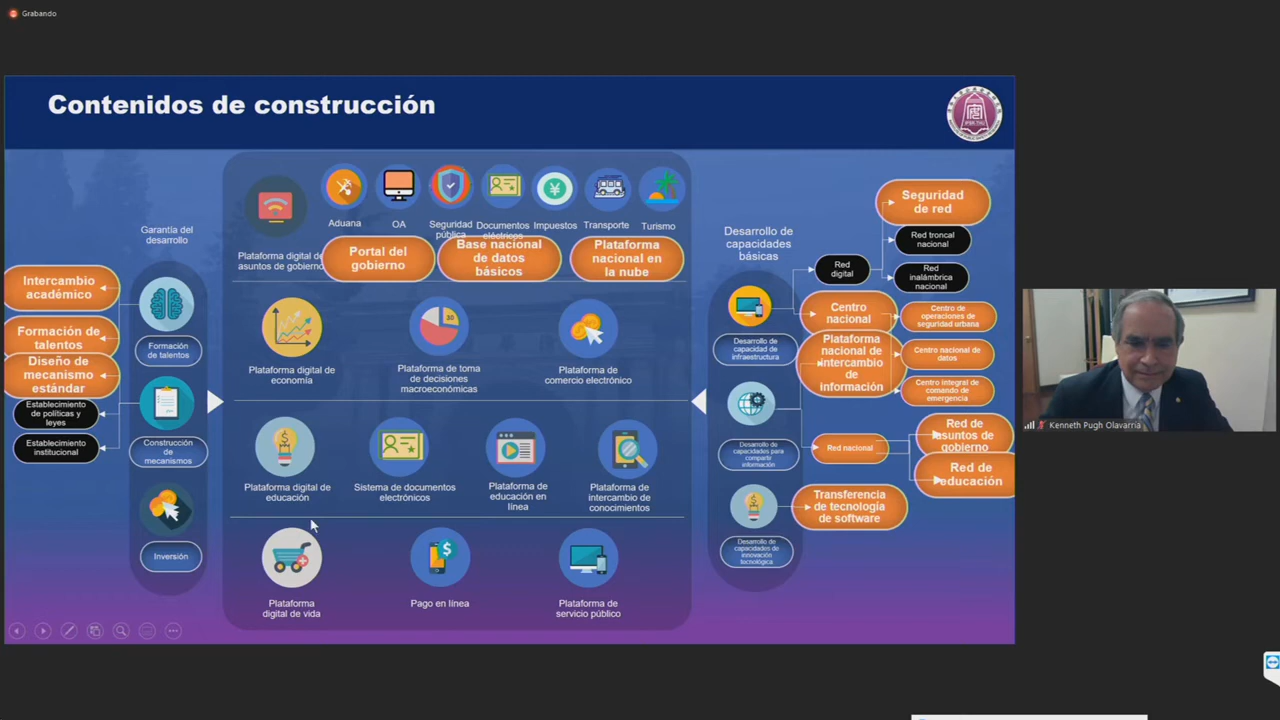 Grabando
Contenidos de construcción
Aduana
OA
Seguridad
pública
Documentos
eléctricos
Impuestos
Transporte
Turismo
Plataforma digital de
asuntos de gobierno
Portal del
gobierno
Base nacional
de datos
básicos
Plataforma
nacional en
la nube
Garantía del
desarrollo
Intercambio
académico
Formación de
talentos
Diseño de
mecanismo
estándar
Establecimiento
de políticas y
leyes
Establecimiento
institucional
Formación
de talentos
Construcción
de
mecanismos
Inversión
Plataforma digital de
economía
Plataforma de toma
de decisiones
macroeconómicas
30
Plataforma de
comercio electrónico
Plataforma digital de
educación
Sistema de documentos
electrónicos
Plataforma de
educación en
línea
Plataforma de
intercambio de
conocimientos
Plataforma
digital de vida
Pago en línea
Plataforma de
servicio público
Desarrollo de
capacidades
básicas
Desarrollo de
capacidad de
infraestructura
Desarrollo de
capacidades para
compartir
información
Desarrollo de
capacidades de
innovación
tecnológica
Red
digital
Centro
nacional
Plataforma
nacional de
intercambio
de
información
Red nacional
Transferencia
de tecnología
de software
Seguridad
de red
Red troncal
nacional
Red
inalámbrica
nacional
Centro de
operaciones de
seguridad urbana
Centro nacional de
datos
Centro integral de
comando de
emergencia
Red de
asuntos de
gobierno
Red de
educación
Kenneth Pugh Olavarria